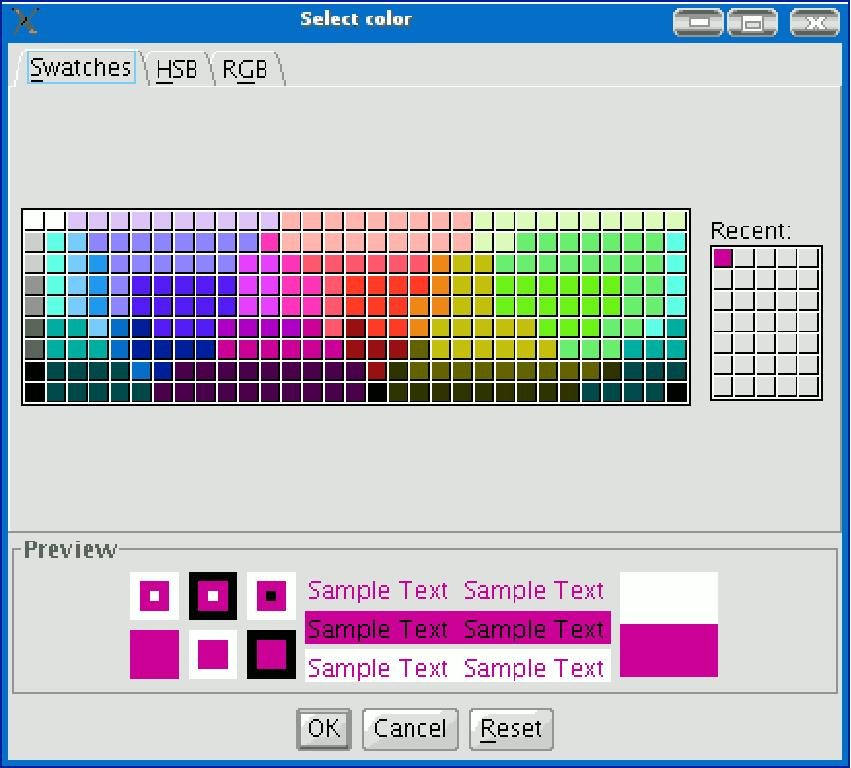 Select color
Swatches HSB RGB
Recent:
Preview
Sample Text Sample Text
Sample Text Sample Text
Sample Text Sample Text
OK Cancel Reset